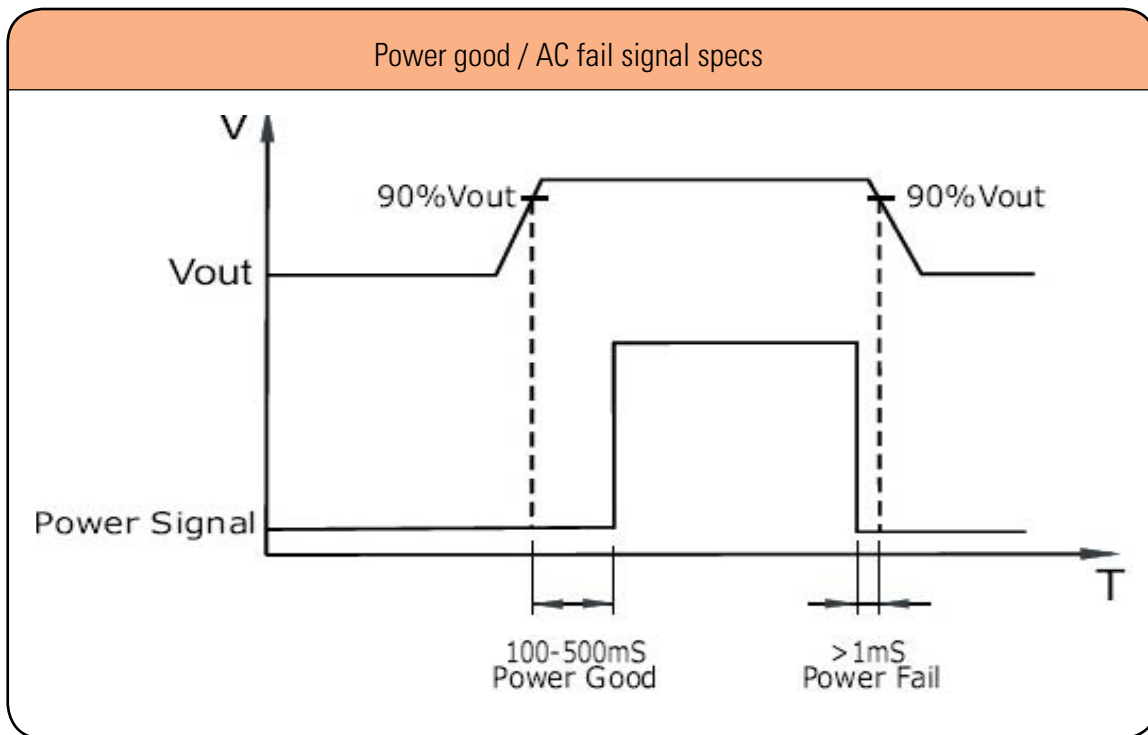 Power good / AC fail signal specs
V
90%Vout
90%Vout
Vout
Power Signal
T
100-500mS
Power Good
>1mS
Power Fail